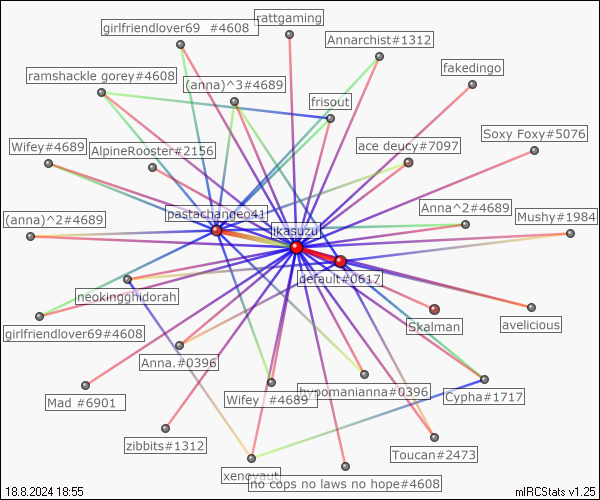 rattgaming
girlfriendlover69 #4608
Annarchist#1312
fakedingo
ramshackle gorey#4608
(anna)^3#4689
frisout
Soxy Foxy#5076
Wifey#4689
AlpineRooster#2156
ace deucy#7097
pastachangeo41
Anna^2#4689
(anna)^2#4689
Mushy#1984
ikasuzu
default#0617
neokingghidorah
girlfriendlover69#4608
Skalman
avelicious
Anna.#0396
hypomanianna#0396
Mad #6901
Wifey #4689
Cypha#1717
zibbits#1312
Toucan#2473
xenovaut
no cops no laws no hope#4608
18.8.2024 18:55
mIRCStats v1.25